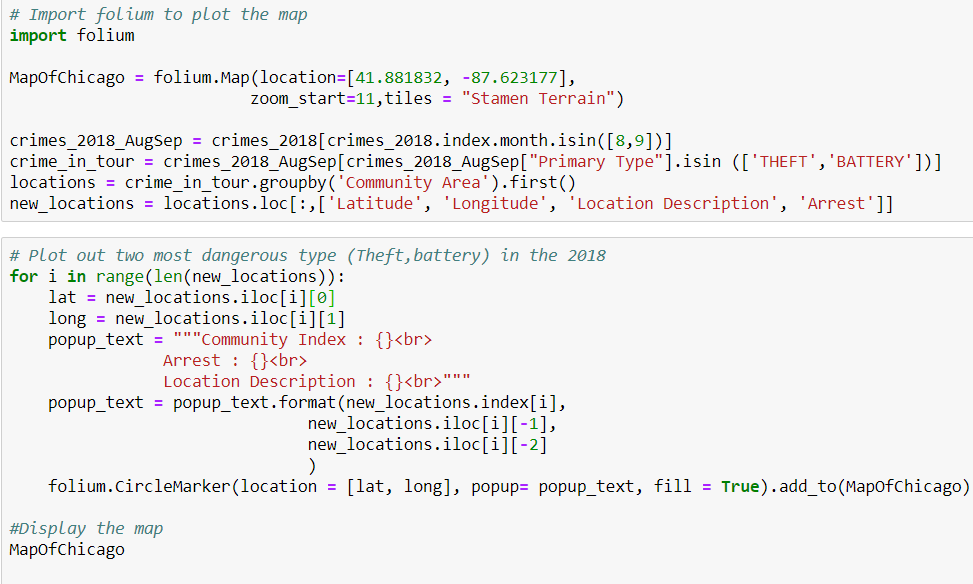 # Import folium to plot the map
import folium

MapOfChicago = folium.Map(location=[41.881832, -87.623177],
                         zoom_start=11,tiles = "Stamen Terrain")

crimes_2018_AugSep = crimes_2018[crimes_2018.index.month.isin([8,9])]
crime_in_tour = crimes_2018_AugSep[crimes_2018_AugSep["Primary Type"].isin (['THEFT','BATTERY'])]
locations = crime_in_tour.groupby('Community Area').first()
new_locations = locations.loc[:,['Latitude', 'Longitude', 'Location Description', 'Arrest']]

# Plot out two most dangerous type (Theft,battery) in the 2018
for i in range(len(new_locations)):
    lat = new_locations.iloc[i][0]
    long = new_locations.iloc[i][1]
    popup_text = """Community Index : {}<br>
                Arrest : {}<br>
                Location Description : {}<br>"""
    popup_text = popup_text.format(new_locations.index[i],
                               new_locations.iloc[i][-1],
                               new_locations.iloc[i][-2]
                               )
    folium.CircleMarker(location = [lat, long], popup= popup_text, fill = True).add_to(MapOfChicago)

#Display the map
MapOfChicago